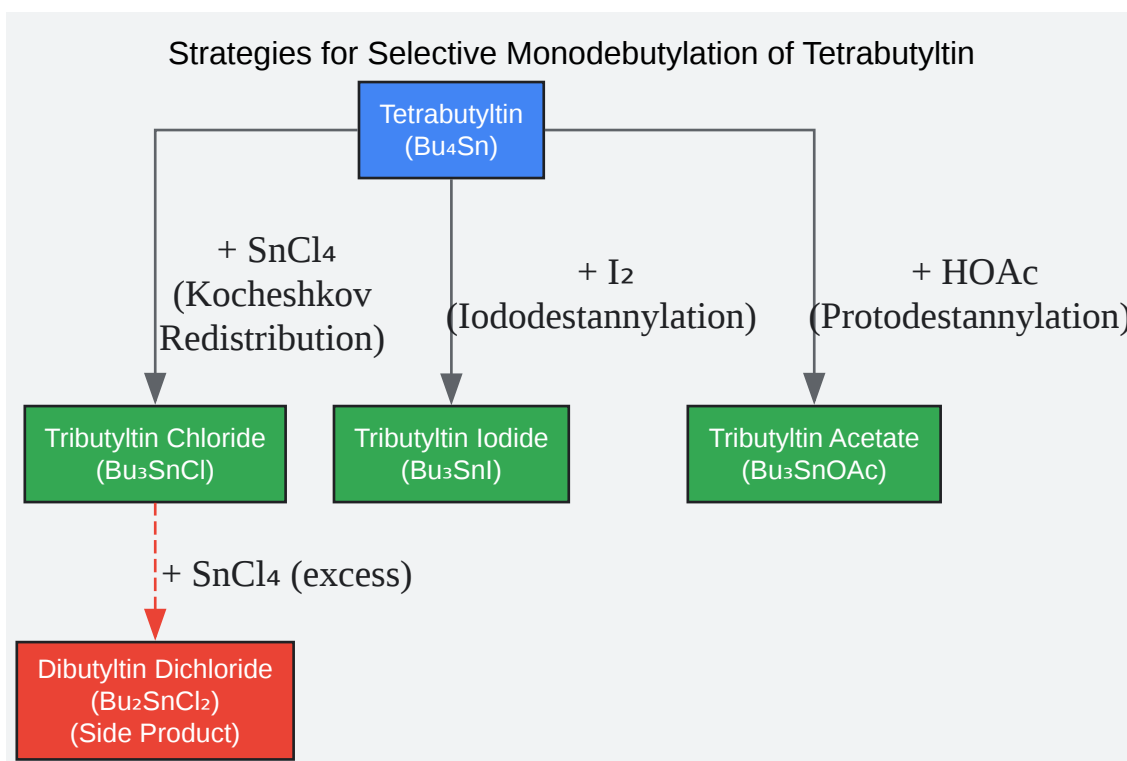 Strategies for Selective Monodebutylation of Tetrabutyltin
Tetrabutyltin
(Bu₄Sn)
+ SnCl₄
(Kocheshkov
Redistribution)
+ I₂
(Iododestannylation)
+ HOAc
(Protodestannylation)
Tributyltin Chloride
(Bu₃SnCl)
Tributyltin Iodide
(Bu₃SnI)
Tributyltin Acetate
(Bu₃SnOAc)
+ SnCl₄ (excess)
Dibutyltin Dichloride
(Bu₂SnCl₂)
(Side Product)